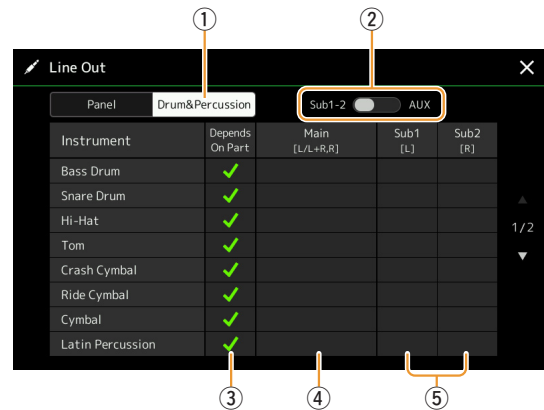 ① ②
Line Out ×
Panel Drum&Percussion Sub1-2 AUX
Instrument Depends On Part Main [L/L+R,R] Sub1 [L] Sub2 [R]
Bass Drum ✓
Snare Drum ✓
Hi-Hat ✓
1/2
Tom ✓
Crash Cymbal ✓
Ride Cymbal ✓
Cymbal ✓
Latin Percussion ✓
③ ④ ⑤